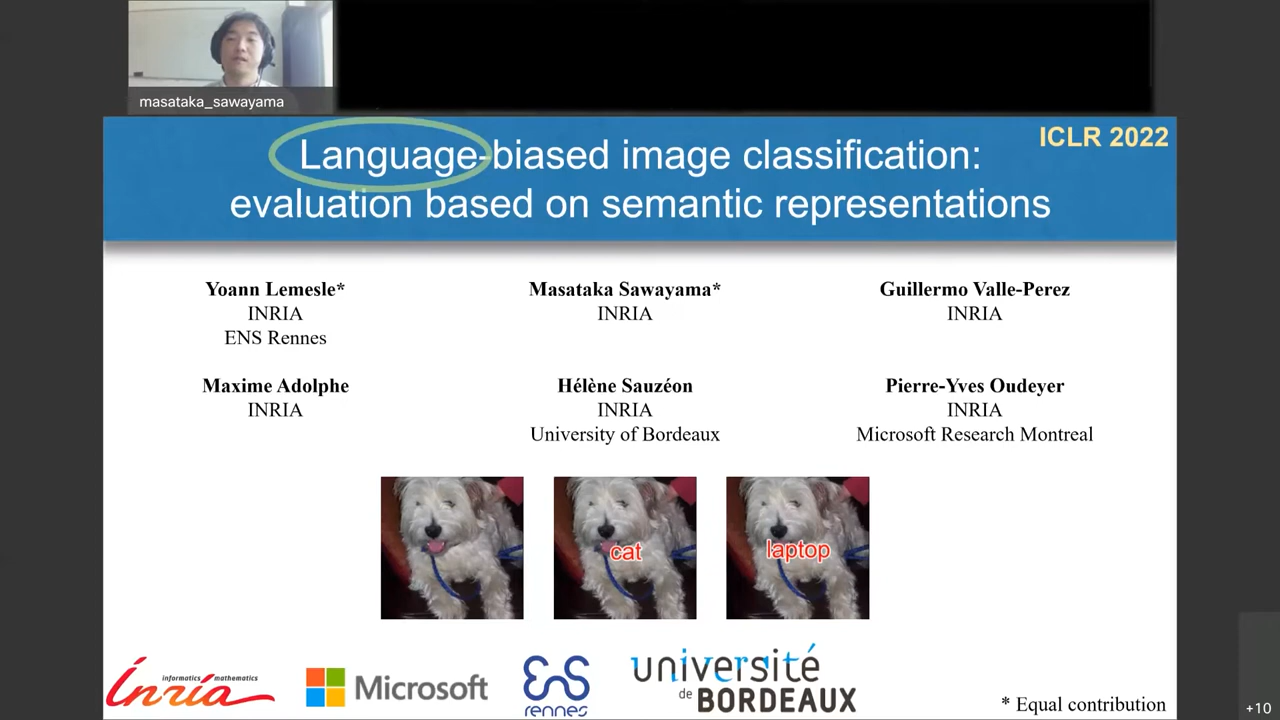 masataka_sawayama
ICLR 2022
Language-biased image classification:
evaluation based on semantic representations
Yoann Lemesle*
INRIA
ENS Rennes
Masataka Sawayama*
INRIA
Guillermo Valle-Perez
INRIA
Maxime Adolphe
INRIA
Hélène Sauzéon
INRIA
University of Bordeaux
Pierre-Yves Oudeyer
INRIA
Microsoft Research Montreal
cat
laptop
informatics mathematics
Inria
Microsoft
ENS
rennes
université
de BORDEAUX
* Equal contribution
+10